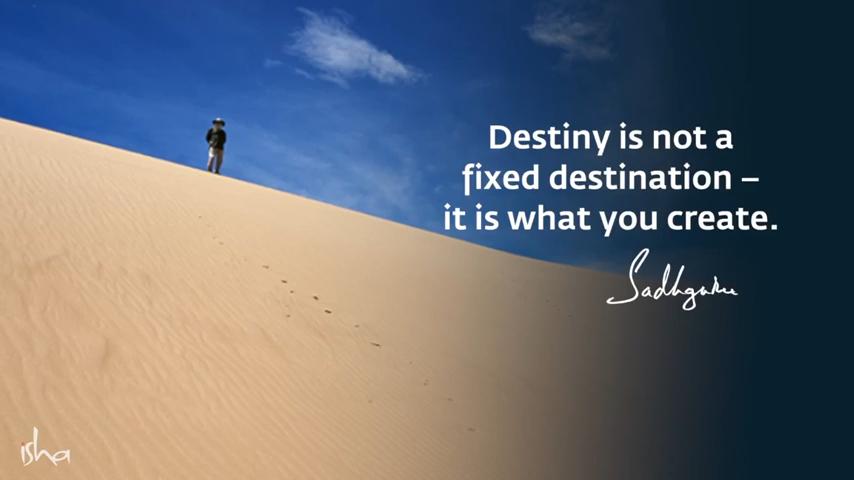 Destiny is not a
fixed destination –
it is what you create.
Sadhguru
isha